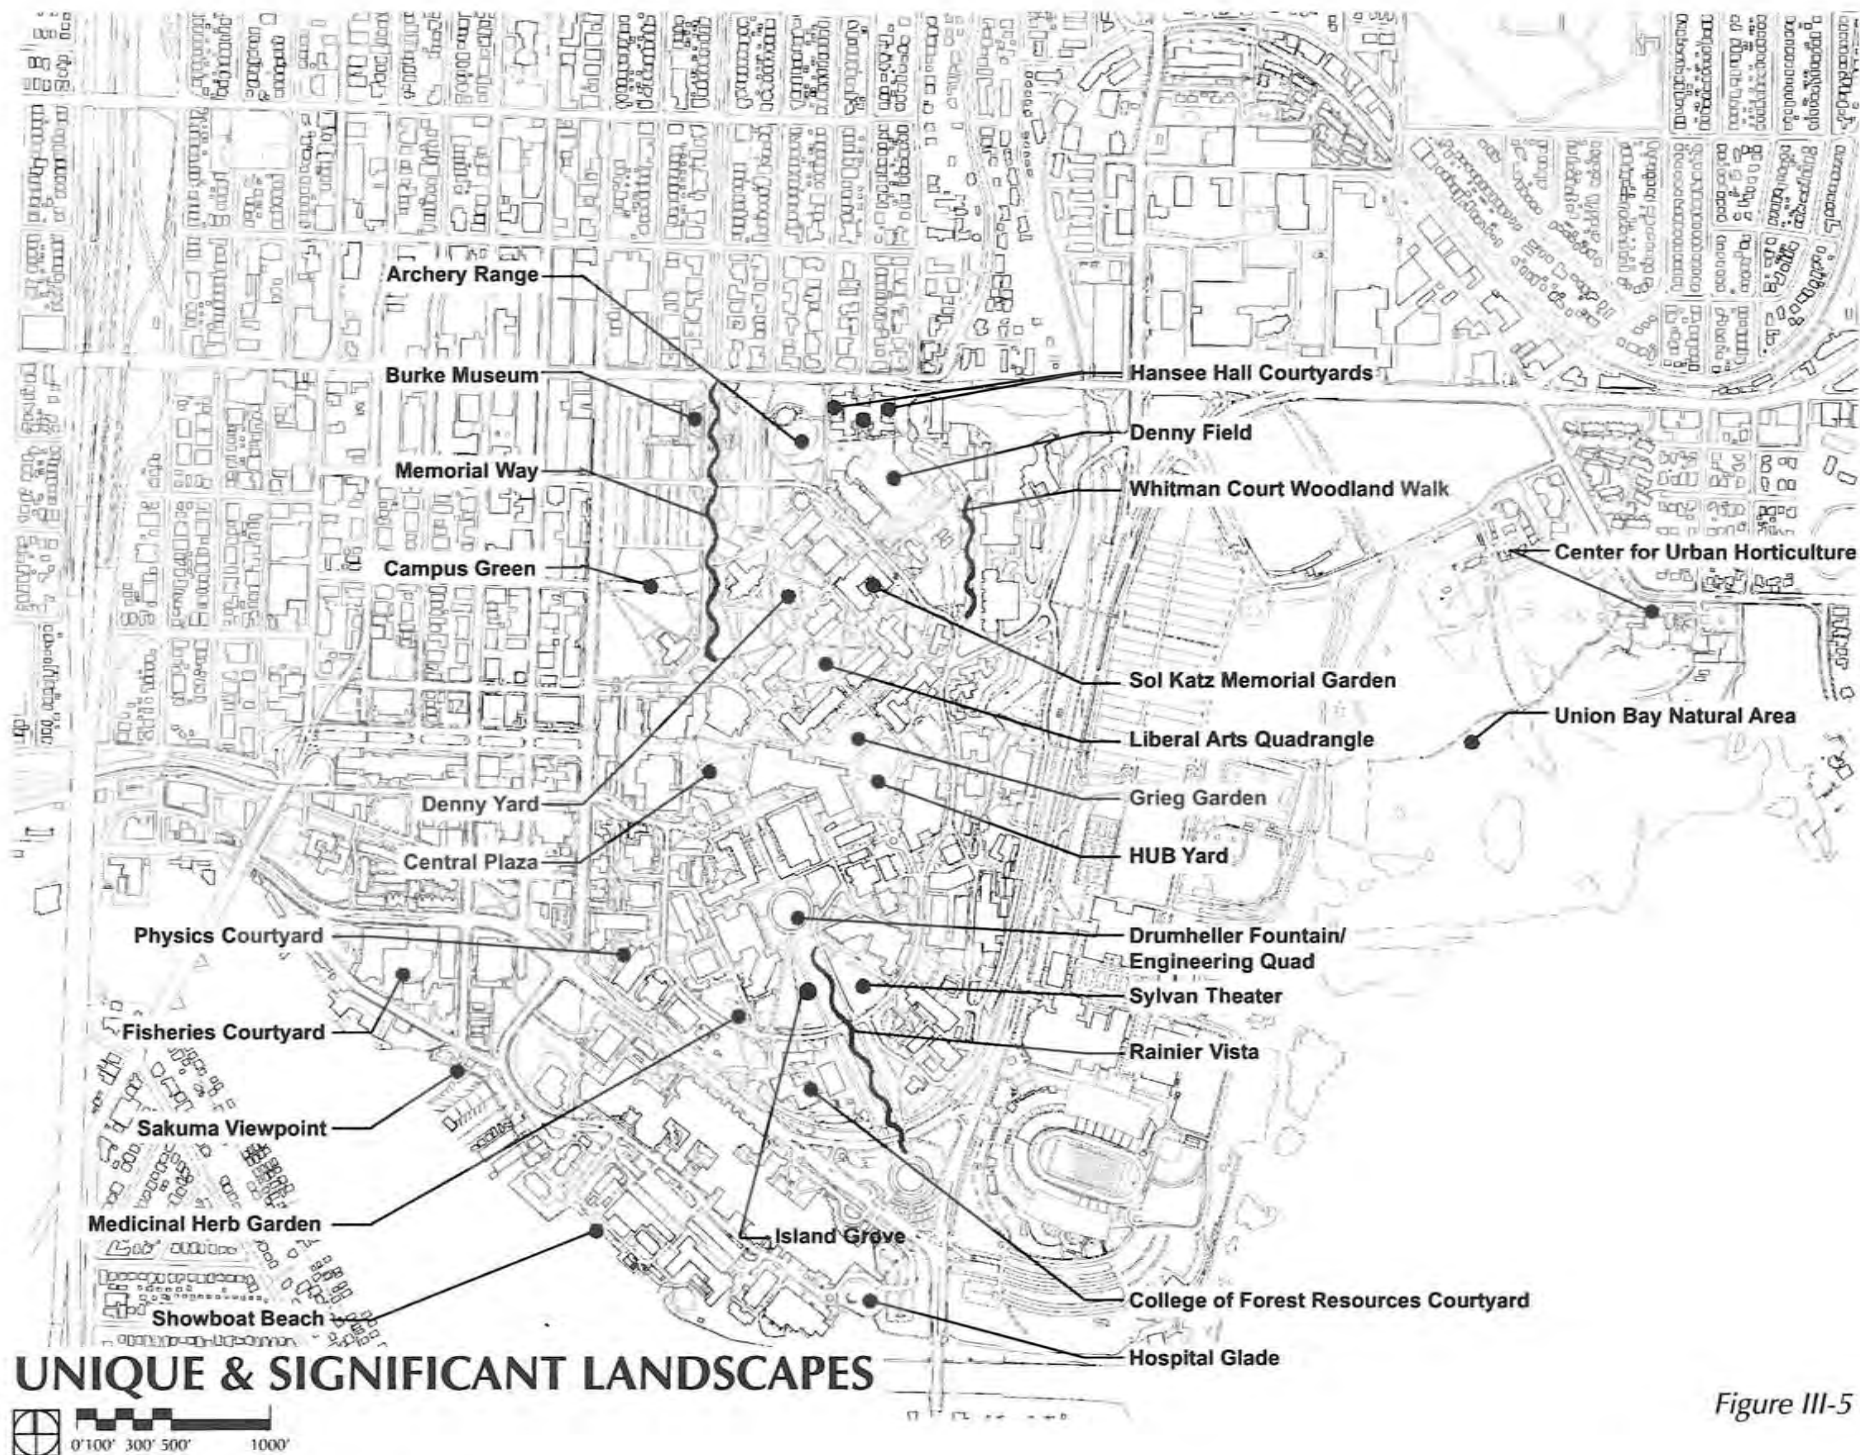 Archery Range
Burke Museum
Hansee Hall Courtyards
Denny Field
Memorial Way
Whitman Court Woodland Walk
Center for Urban Horticulture
Campus Green
Sol Katz Memorial Garden
Union Bay Natural Area
Liberal Arts Quadrangle
Denny Yard
Grieg Garden
Central Plaza
HUB Yard
Physics Courtyard
Drumheller Fountain/
Engineering Quad
Sylvan Theater
Fisheries Courtyard
Rainier Vista
Sakuma Viewpoint
Medicinal Herb Garden
Island Grove
College of Forest Resources Courtyard
Showboat Beach
Hospital Glade
UNIQUE & SIGNIFICANT LANDSCAPES
Figure III-5
0' 100' 300' 500' 1000'